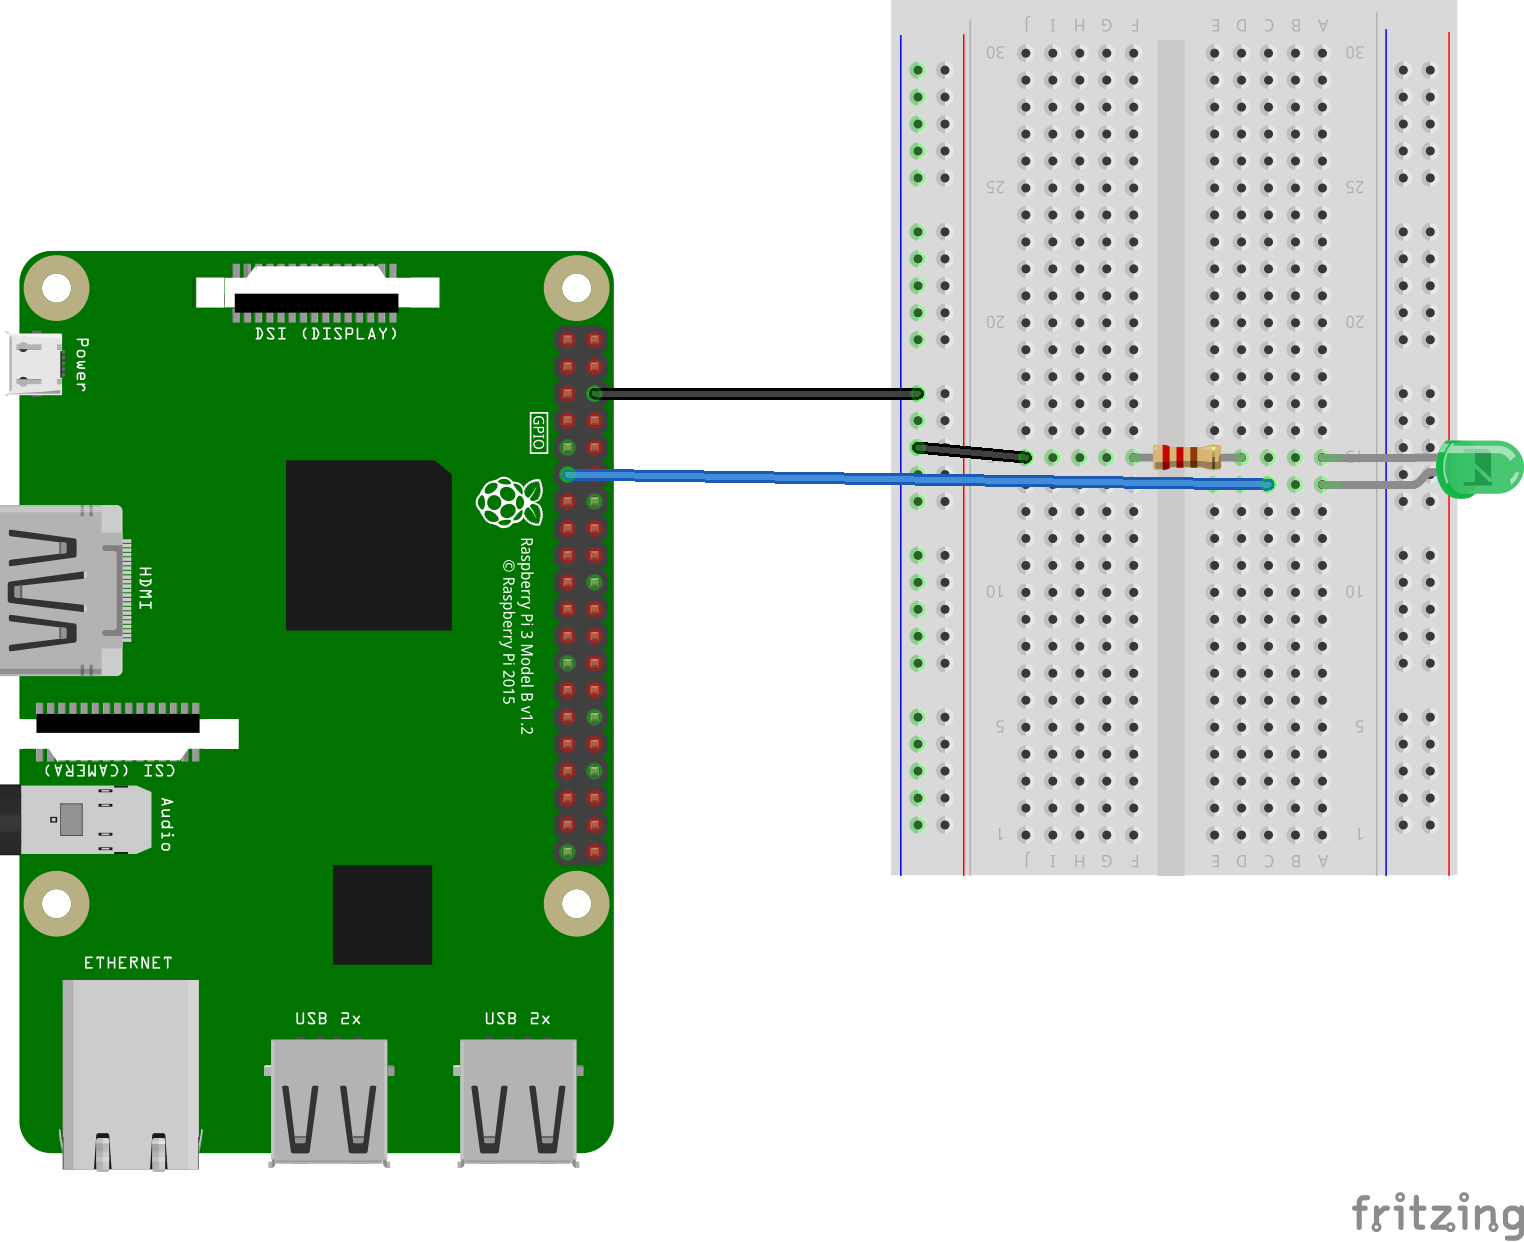 J I H G F E D C B A
30 30
25 25
20 20
15
10 10
5 5
1 1
J I H G F E D C B A
DSI (DISPLAY)
Power
GPIO
Raspberry Pi 3 Model B v1.2
© Raspberry Pi 2015
HDMI
CSI (CAMERA)
Audio
ETHERNET
USB 2x
USB 2x
fritzing